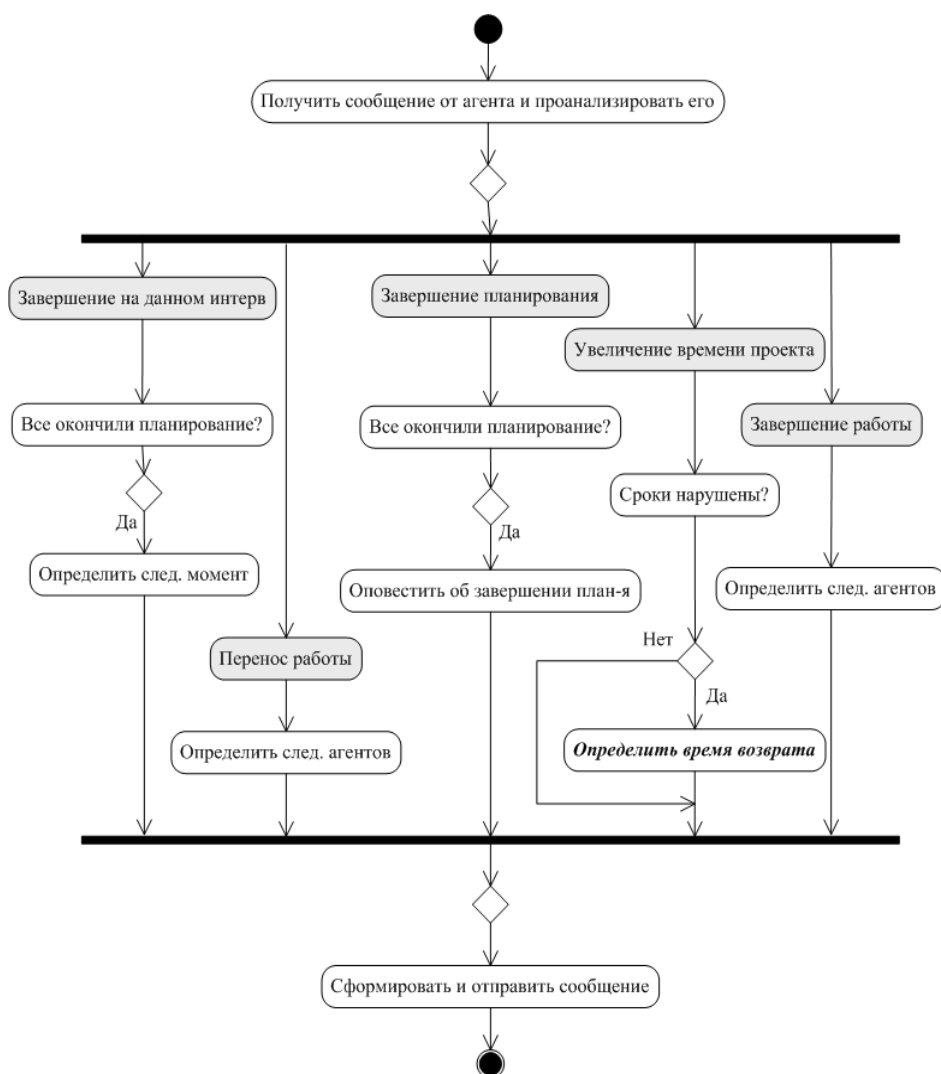 Получить сообщение от агента и проанализировать его
Завершение на данном интерв
Завершение планирования
Увеличение времени проекта
Все окончили планирование?
Все окончили планирование?
Завершение работы
Сроки нарушены?
Да
Да
Определить след. момент
Оповестить об завершении план-я
Определить след. агентов
Нет
Перенос работы
Да
Определить след. агентов
Определить время возврата
Сформировать и отправить сообщение